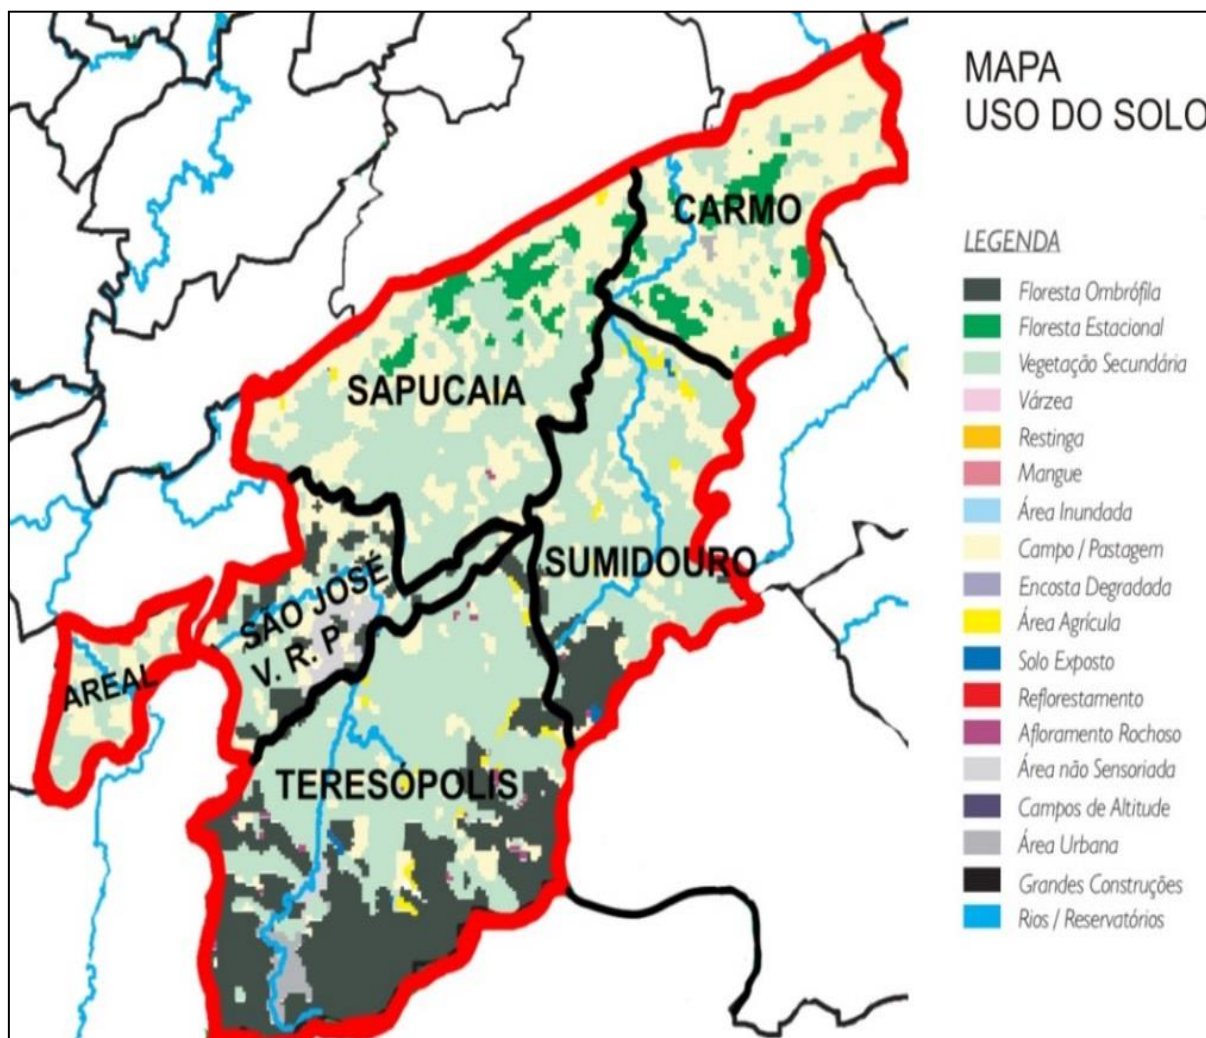 MAPA
USO DO SOLO
LEGENDA
Floresta Ombrófila
Floresta Estacional
Vegetação Secundária
Várzea
Restinga
Mangue
Área Inundada
Campo / Pastagem
Encosta Degradada
Área Agrícula
Solo Exposto
Reflorestamento
Afloramento Rochoso
Área não Sensoriada
Campos de Altitude
Área Urbana
Grandes Construções
Rios / Reservatórios
CARMO
SAPUCAIA
SUMIDOURO
SÃO JOSÉ
V. R. P
AREAL
TERESÓPOLIS